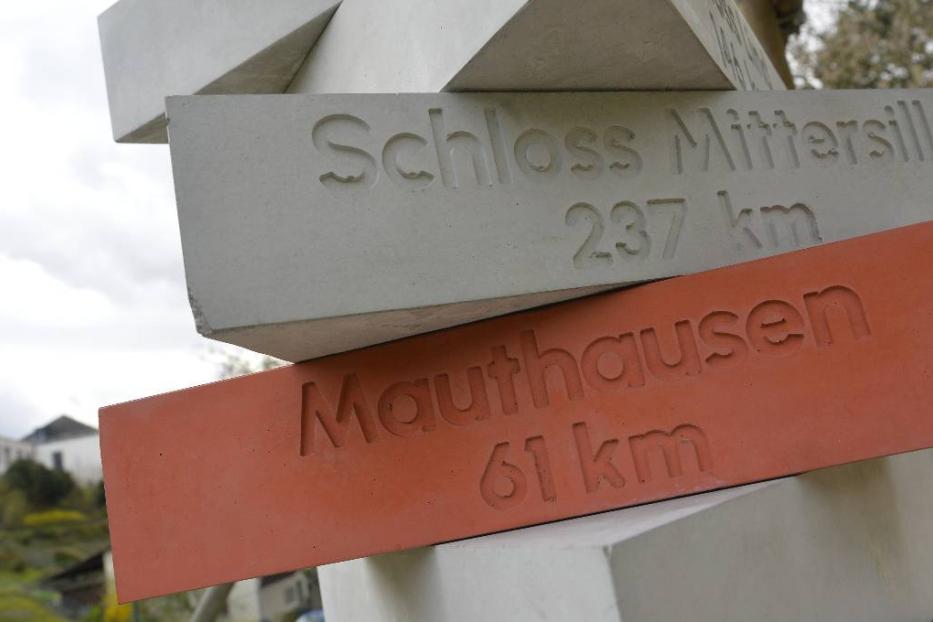 Schloss Mittersill
237 km
Mauthausen
61 km